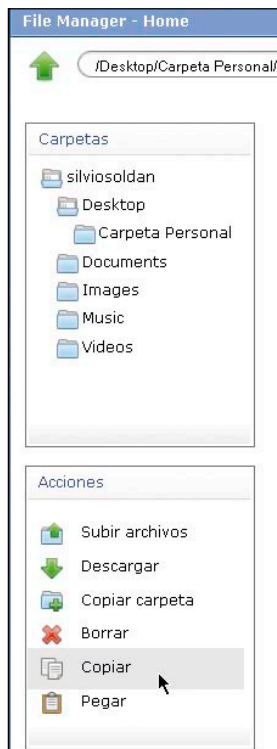 File Manager - Home
/Desktop/Carpeta Personal/
Carpetas
silviosoldan
Desktop
Carpeta Personal
Documents
Images
Music
Videos
Acciones
Subir archivos
Descargar
Copiar carpeta
Borrar
Copiar
Pegar